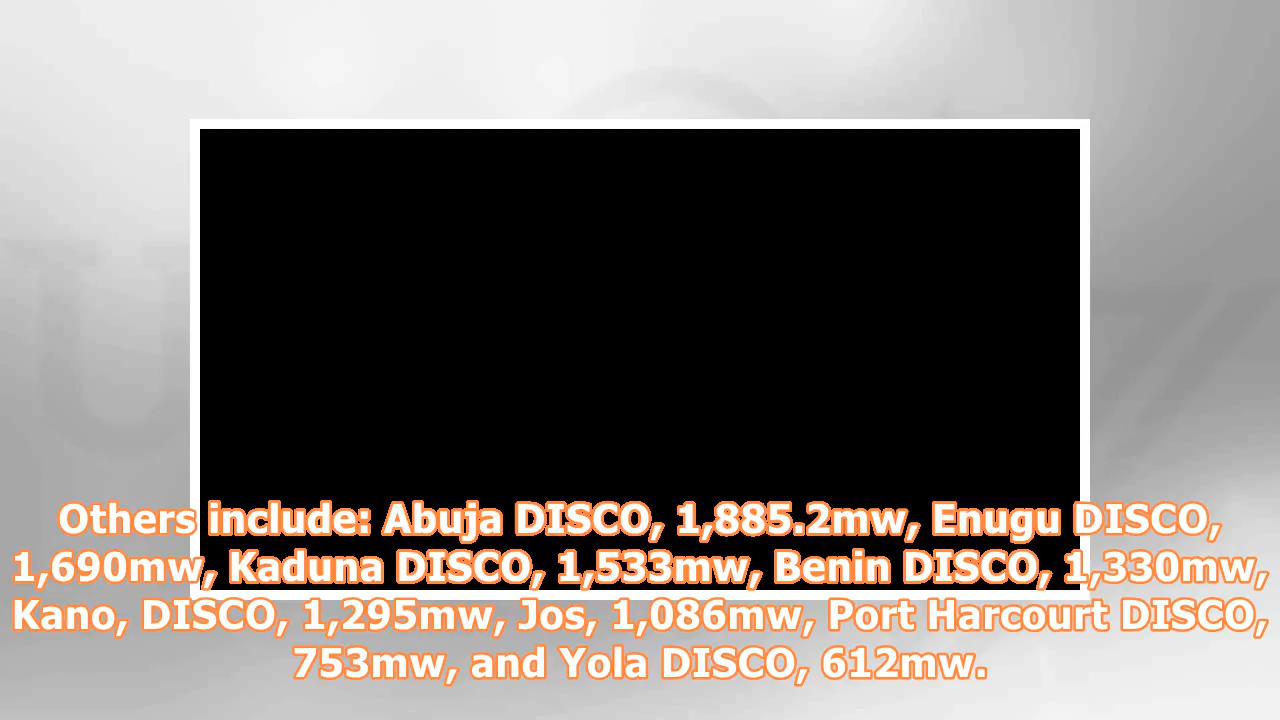 Others include: Abuja DISCO, 1,885.2mw, Enugu DISCO,
1,690mw, Kaduna DISCO, 1,533mw, Benin DISCO, 1,330mw,
Kano, DISCO, 1,295mw, Jos, 1,086mw, Port Harcourt DISCO,
753mw, and Yola DISCO, 612mw.